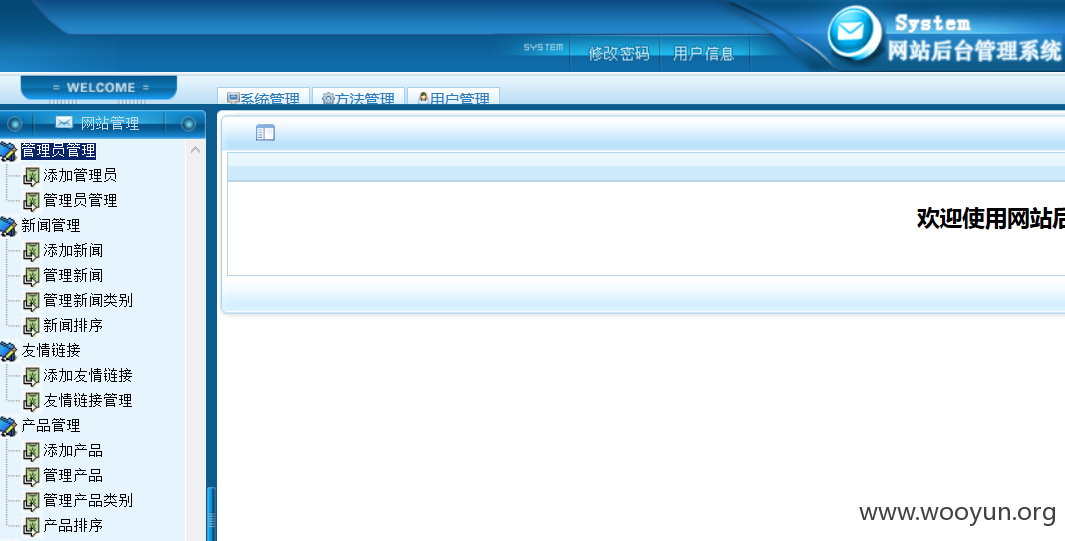 System
网站后台管理系统
SYSTEM
修改密码
用户信息
= WELCOME =
系统管理
方法管理
用户管理
网站管理
管理员管理
添加管理员
管理员管理
新闻管理
添加新闻
管理新闻
管理新闻类别
新闻排序
友情链接
添加友情链接
友情链接管理
产品管理
添加产品
管理产品
管理产品类别
产品排序
欢迎使用网站后
www.wooyun.org